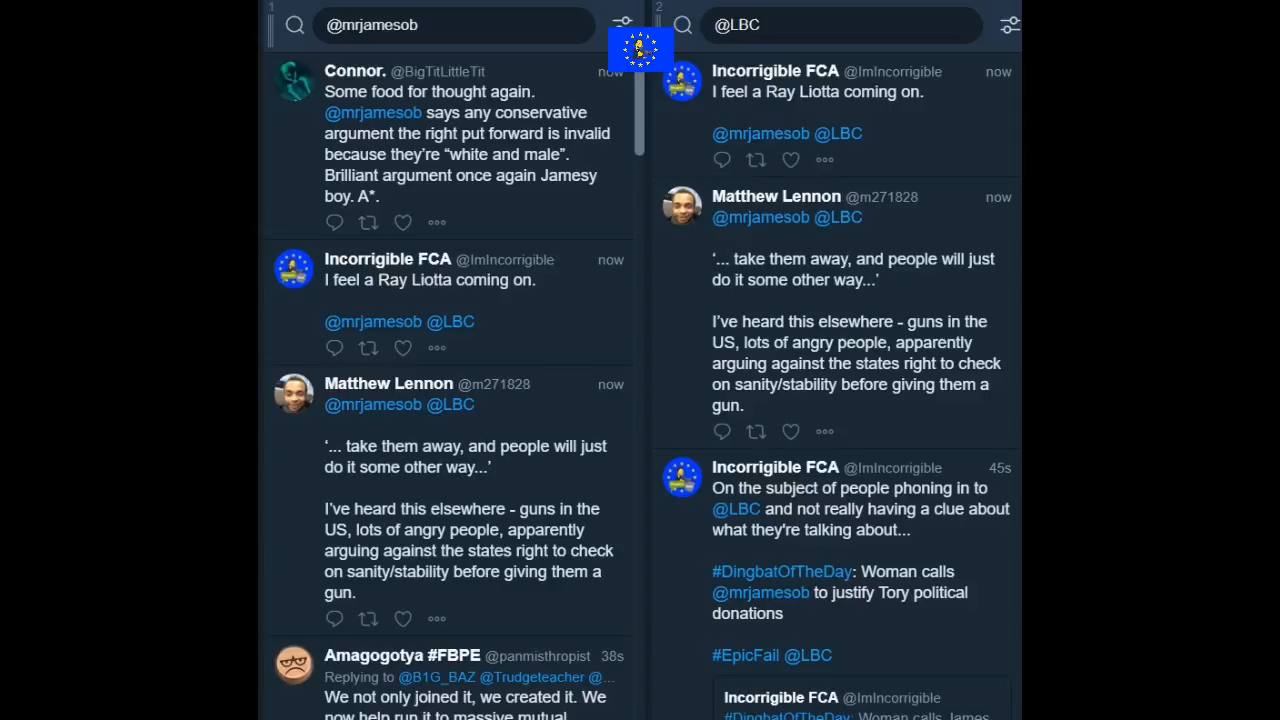 1
@mrjamesob
Connor. @BigTitLittleTit now
Some food for thought again.
@mrjamesob says any conservative
argument the right put forward is invalid
because they’re “white and male”.
Brilliant argument once again Jamesy
boy. A*.
Incorrigible FCA @ImIncorrigible now
I feel a Ray Liotta coming on.
@mrjamesob @LBC
Matthew Lennon @m271828 now
@mrjamesob @LBC
‘... take them away, and people will just
do it some other way...’
I’ve heard this elsewhere - guns in the
US, lots of angry people, apparently
arguing against the states right to check
on sanity/stability before giving them a
gun.
Amagogotya #FBPE @panmisthropist 38s
Replying to @B1G_BAZ @Trudgeteacher @...
We not only joined it, we created it. We
now help run it to massive mutual
2
@LBC
Incorrigible FCA @ImIncorrigible now
I feel a Ray Liotta coming on.
@mrjamesob @LBC
Matthew Lennon @m271828 now
@mrjamesob @LBC
‘... take them away, and people will just
do it some other way...’
I’ve heard this elsewhere - guns in the
US, lots of angry people, apparently
arguing against the states right to check
on sanity/stability before giving them a
gun.
Incorrigible FCA @ImIncorrigible 45s
On the subject of people phoning in to
@LBC and not really having a clue about
what they're talking about...
#DingbatOfTheDay: Woman calls
@mrjamesob to justify Tory political
donations
#EpicFail @LBC
Incorrigible FCA @ImIncorrigible
#DingbatOfTheDay: Woman calls James